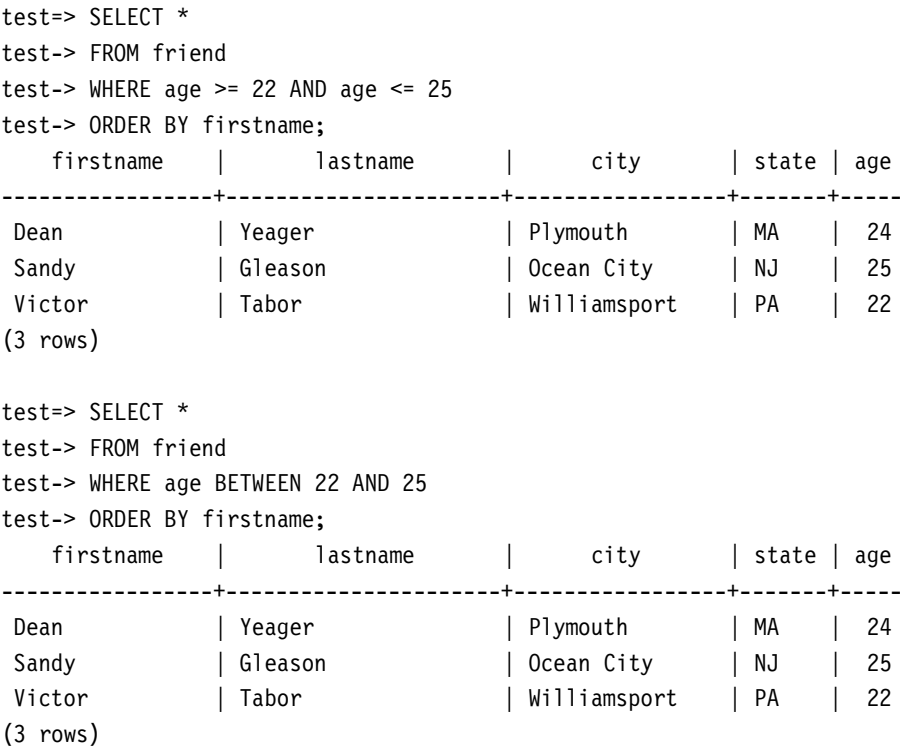 test=> SELECT *
test-> FROM friend
test-> WHERE age >= 22 AND age <= 25
test-> ORDER BY firstname;
    firstname    |       lastname       |      city       | state | age
-----------------+----------------------+-----------------+-------+-----
 Dean            | Yeager               | Plymouth        | MA    |  24
 Sandy           | Gleason              | Ocean City      | NJ    |  25
 Victor          | Tabor                | Williamsport    | PA    |  22
(3 rows)

test=> SELECT *
test-> FROM friend
test-> WHERE age BETWEEN 22 AND 25
test-> ORDER BY firstname;
    firstname    |       lastname       |      city       | state | age
-----------------+----------------------+-----------------+-------+-----
 Dean            | Yeager               | Plymouth        | MA    |  24
 Sandy           | Gleason              | Ocean City      | NJ    |  25
 Victor          | Tabor                | Williamsport    | PA    |  22
(3 rows)